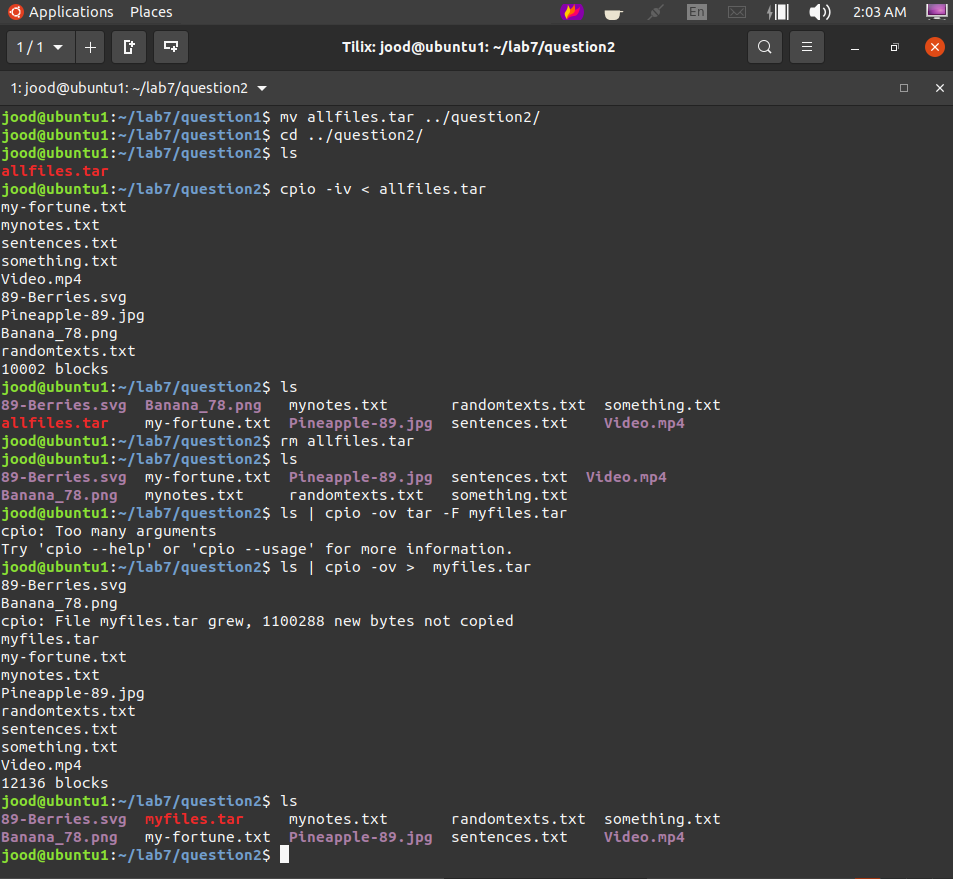 Applications Places En 2:03 AM
1 / 1 Tilix: jood@ubuntu1: ~/lab7/question2
1: jood@ubuntu1: ~/lab7/question2
jood@ubuntu1:~/lab7/question1$ mv allfiles.tar ../question2/
jood@ubuntu1:~/lab7/question1$ cd ../question2/
jood@ubuntu1:~/lab7/question2$ ls
allfiles.tar
jood@ubuntu1:~/lab7/question2$ cpio -iv < allfiles.tar
my-fortune.txt
mynotes.txt
sentences.txt
something.txt
Video.mp4
89-Berries.svg
Pineapple-89.jpg
Banana_78.png
randomtexts.txt
10002 blocks
jood@ubuntu1:~/lab7/question2$ ls
89-Berries.svg Banana_78.png mynotes.txt randomtexts.txt something.txt
allfiles.tar my-fortune.txt Pineapple-89.jpg sentences.txt Video.mp4
jood@ubuntu1:~/lab7/question2$ rm allfiles.tar
jood@ubuntu1:~/lab7/question2$ ls
89-Berries.svg my-fortune.txt Pineapple-89.jpg sentences.txt Video.mp4
Banana_78.png mynotes.txt randomtexts.txt something.txt
jood@ubuntu1:~/lab7/question2$ ls | cpio -ov tar -F myfiles.tar
cpio: Too many arguments
Try 'cpio --help' or 'cpio --usage' for more information.
jood@ubuntu1:~/lab7/question2$ ls | cpio -ov >  myfiles.tar
89-Berries.svg
Banana_78.png
cpio: File myfiles.tar grew, 1100288 new bytes not copied
myfiles.tar
my-fortune.txt
mynotes.txt
Pineapple-89.jpg
randomtexts.txt
sentences.txt
something.txt
Video.mp4
12136 blocks
jood@ubuntu1:~/lab7/question2$ ls
89-Berries.svg myfiles.tar mynotes.txt randomtexts.txt something.txt
Banana_78.png my-fortune.txt Pineapple-89.jpg sentences.txt Video.mp4
jood@ubuntu1:~/lab7/question2$